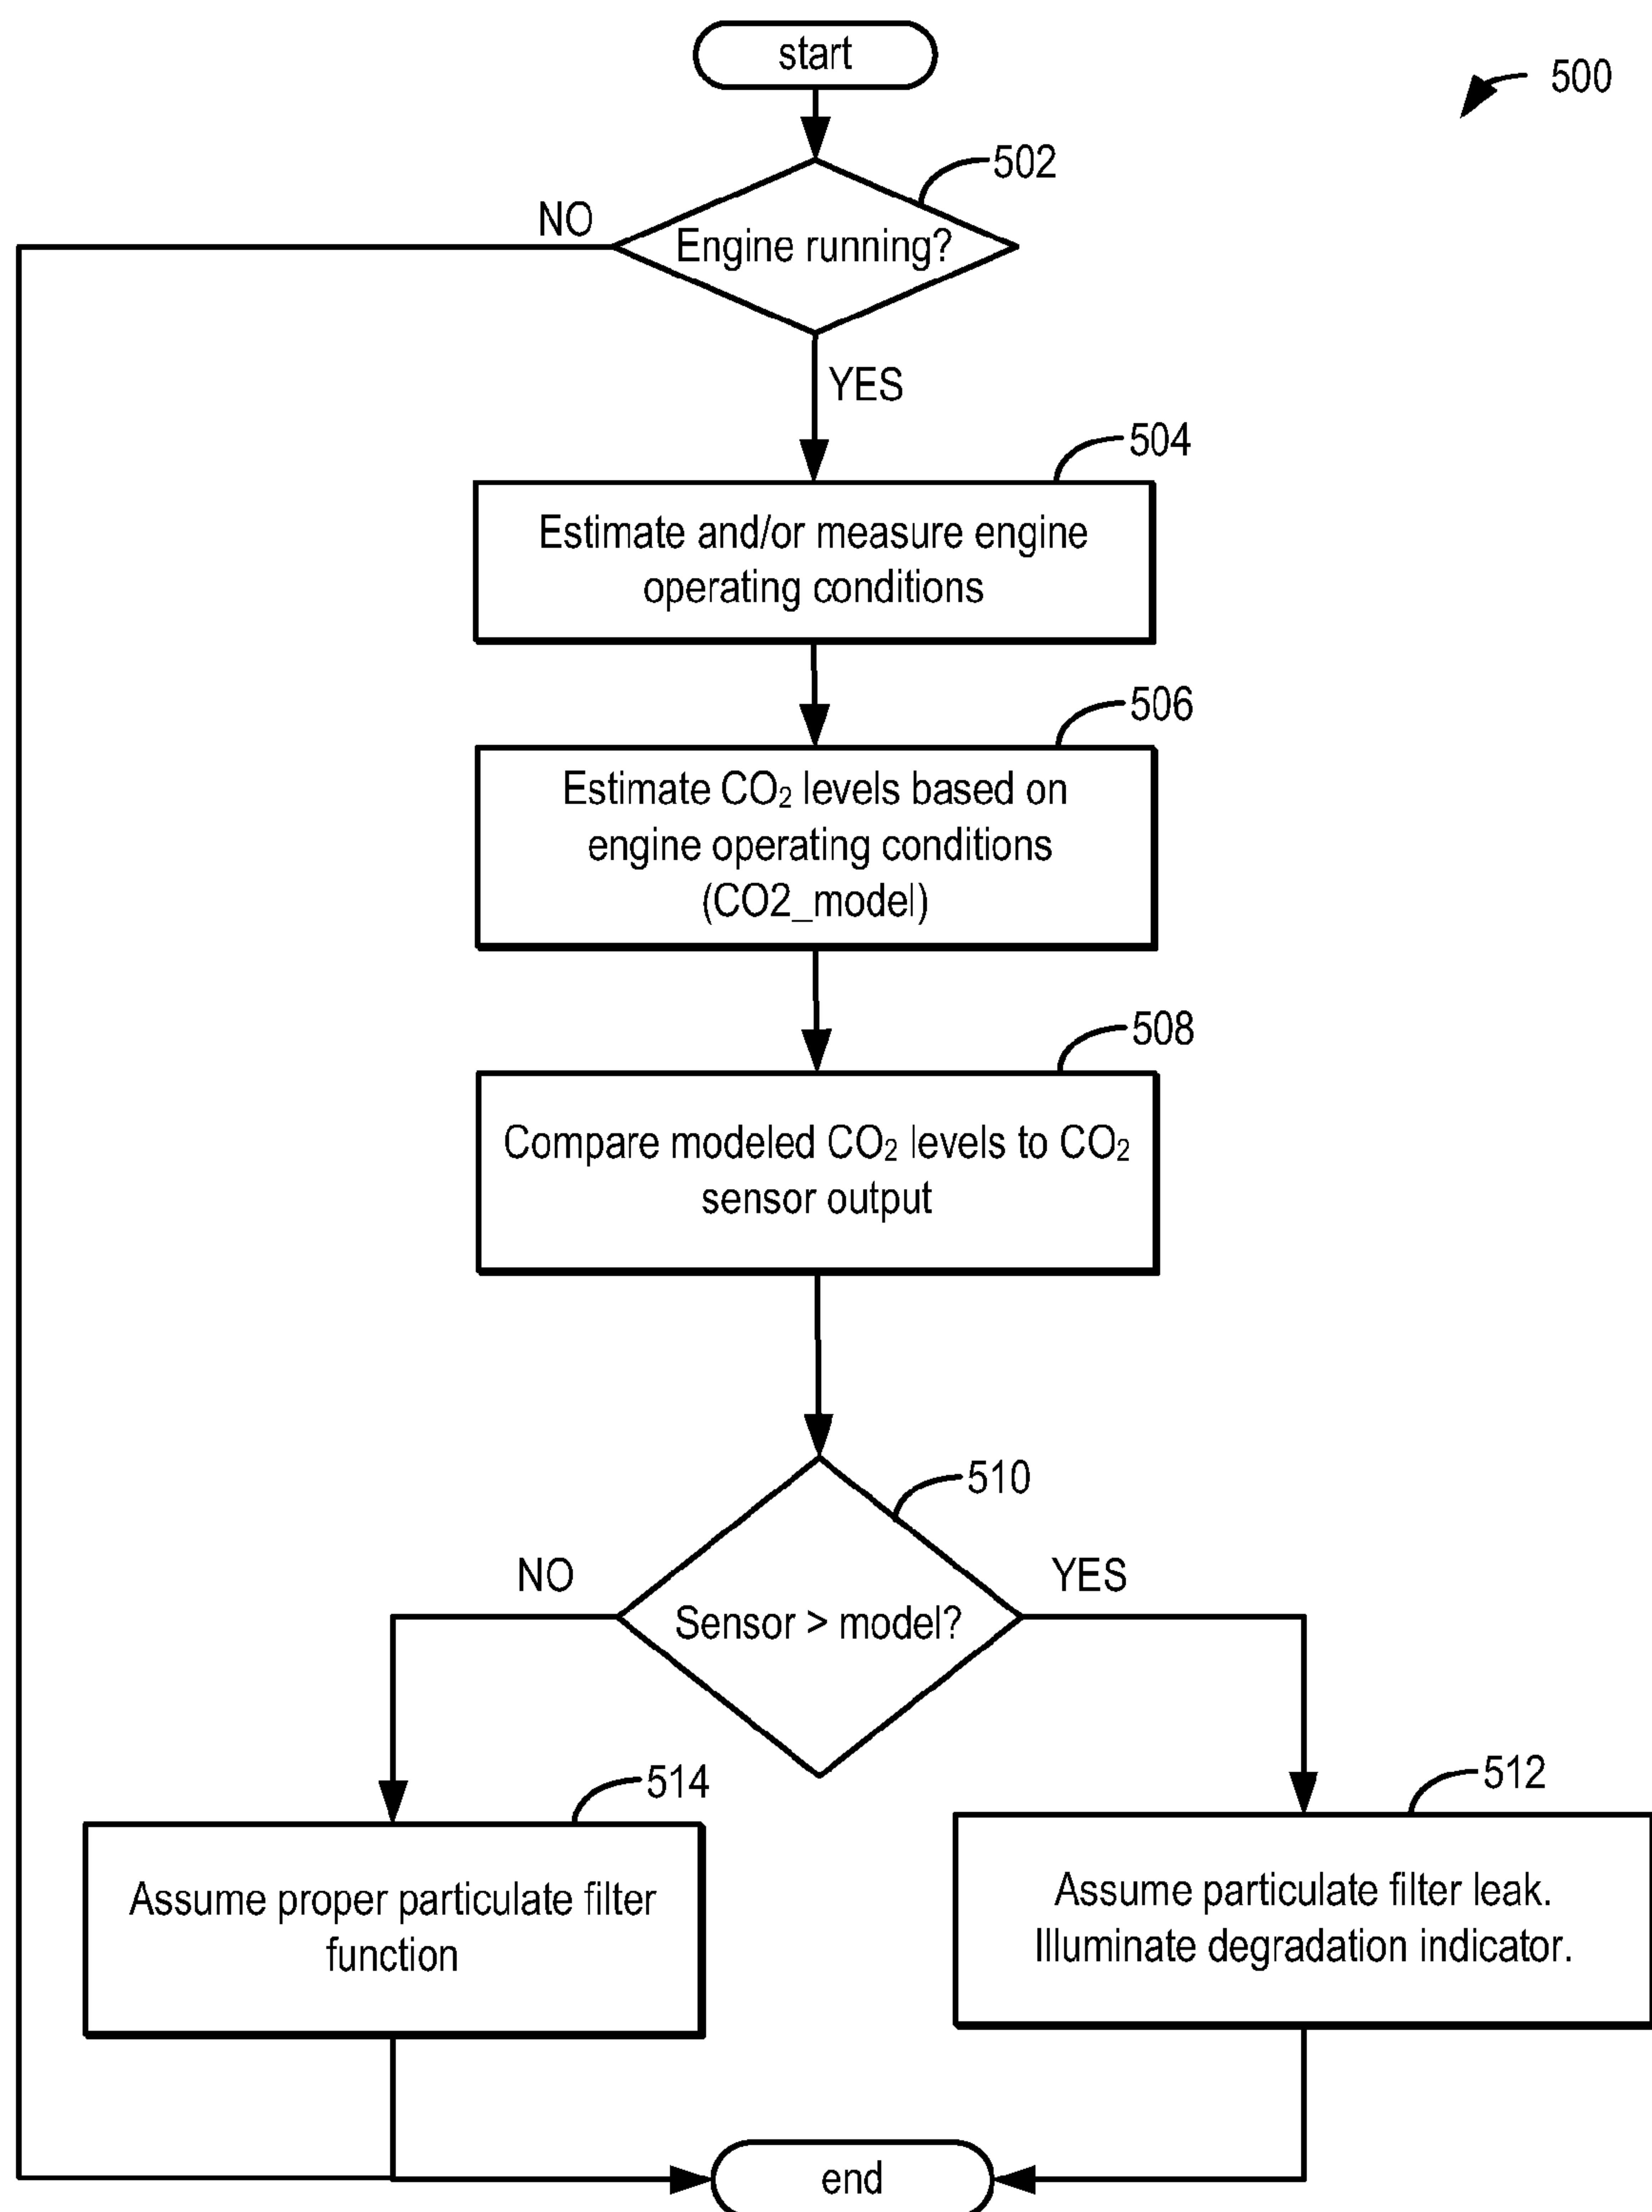 start
500
502
NO
Engine running?
YES
504
Estimate and/or measure engine
operating conditions
506
Estimate CO₂ levels based on
engine operating conditions
(CO2_model)
508
Compare modeled CO₂ levels to CO₂
sensor output
510
NO
YES
Sensor > model?
514
512
Assume proper particulate filter
function
Assume particulate filter leak.
Illuminate degradation indicator.
end